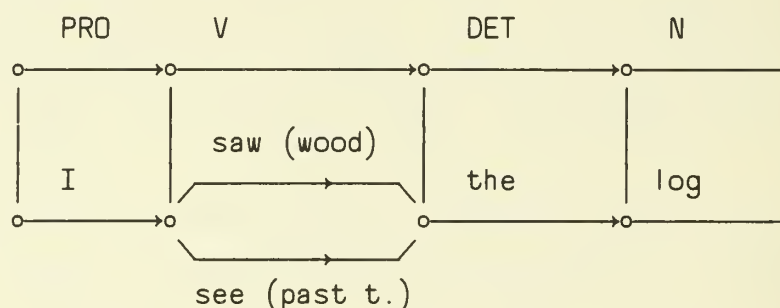 PRO V DET N
saw (wood)
I the log
see (past t.)